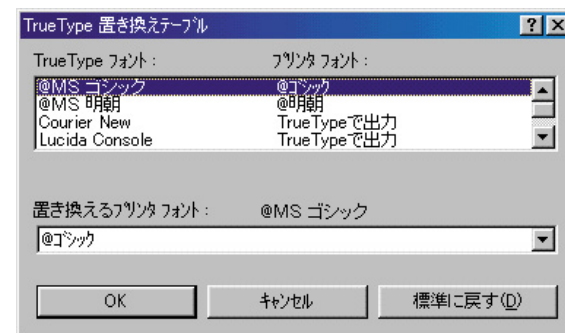 TrueType 置き換えテーブル
TrueType フォント： プリンタ フォント：
@MS ゴシック @ゴシック
@MS 明朝 @明朝
Courier New TrueTypeで出力
Lucida Console TrueTypeで出力
置き換えるプリンタ フォント： @MS ゴシック
@ゴシック
OK キャンセル 標準に戻す(D)